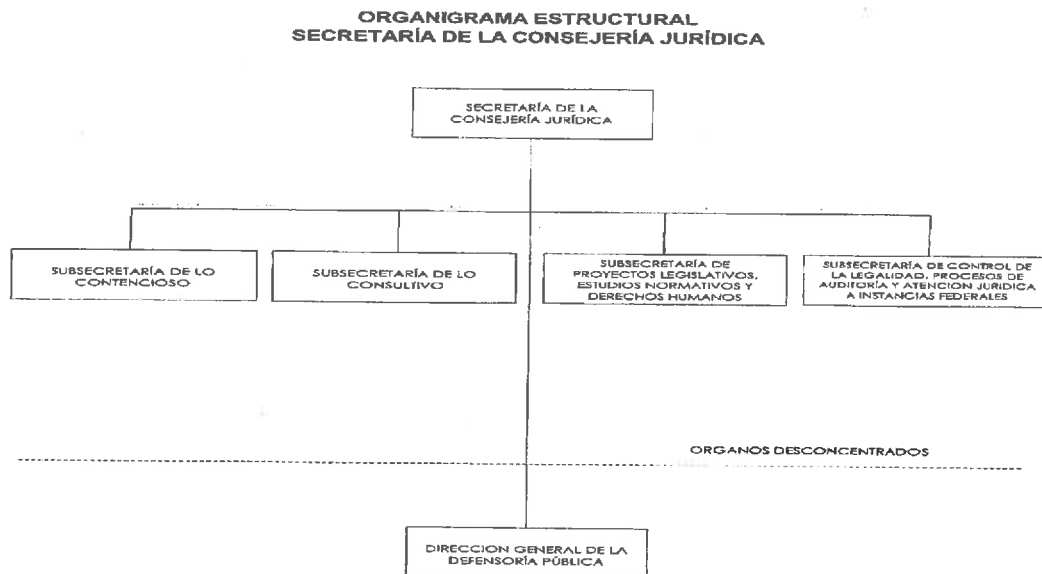 ORGANIGRAMA ESTRUCTURAL
SECRETARÍA DE LA CONSEJERÍA JURÍDICA
SECRETARÍA DE LA
CONSEJERÍA JURÍDICA
SUBSECRETARÍA DE LO
CONTENCIOSO
SUBSECRETARÍA DE LO
CONSULTIVO
SUBSECRETARÍA DE
PROYECTOS LEGISLATIVOS,
ESTUDIOS NORMATIVOS Y
DERECHOS HUMANOS
SUBSECRETARÍA DE CONTROL DE
LA LEGALIDAD, PROCESOS DE
AUDITORÍA Y ATENCION JURIDICA
A INSTANCIAS FEDERALES
ORGANOS DESCONCENTRADOS
DIRECCION GENERAL DE LA
DEFENSORÍA PÚBLICA